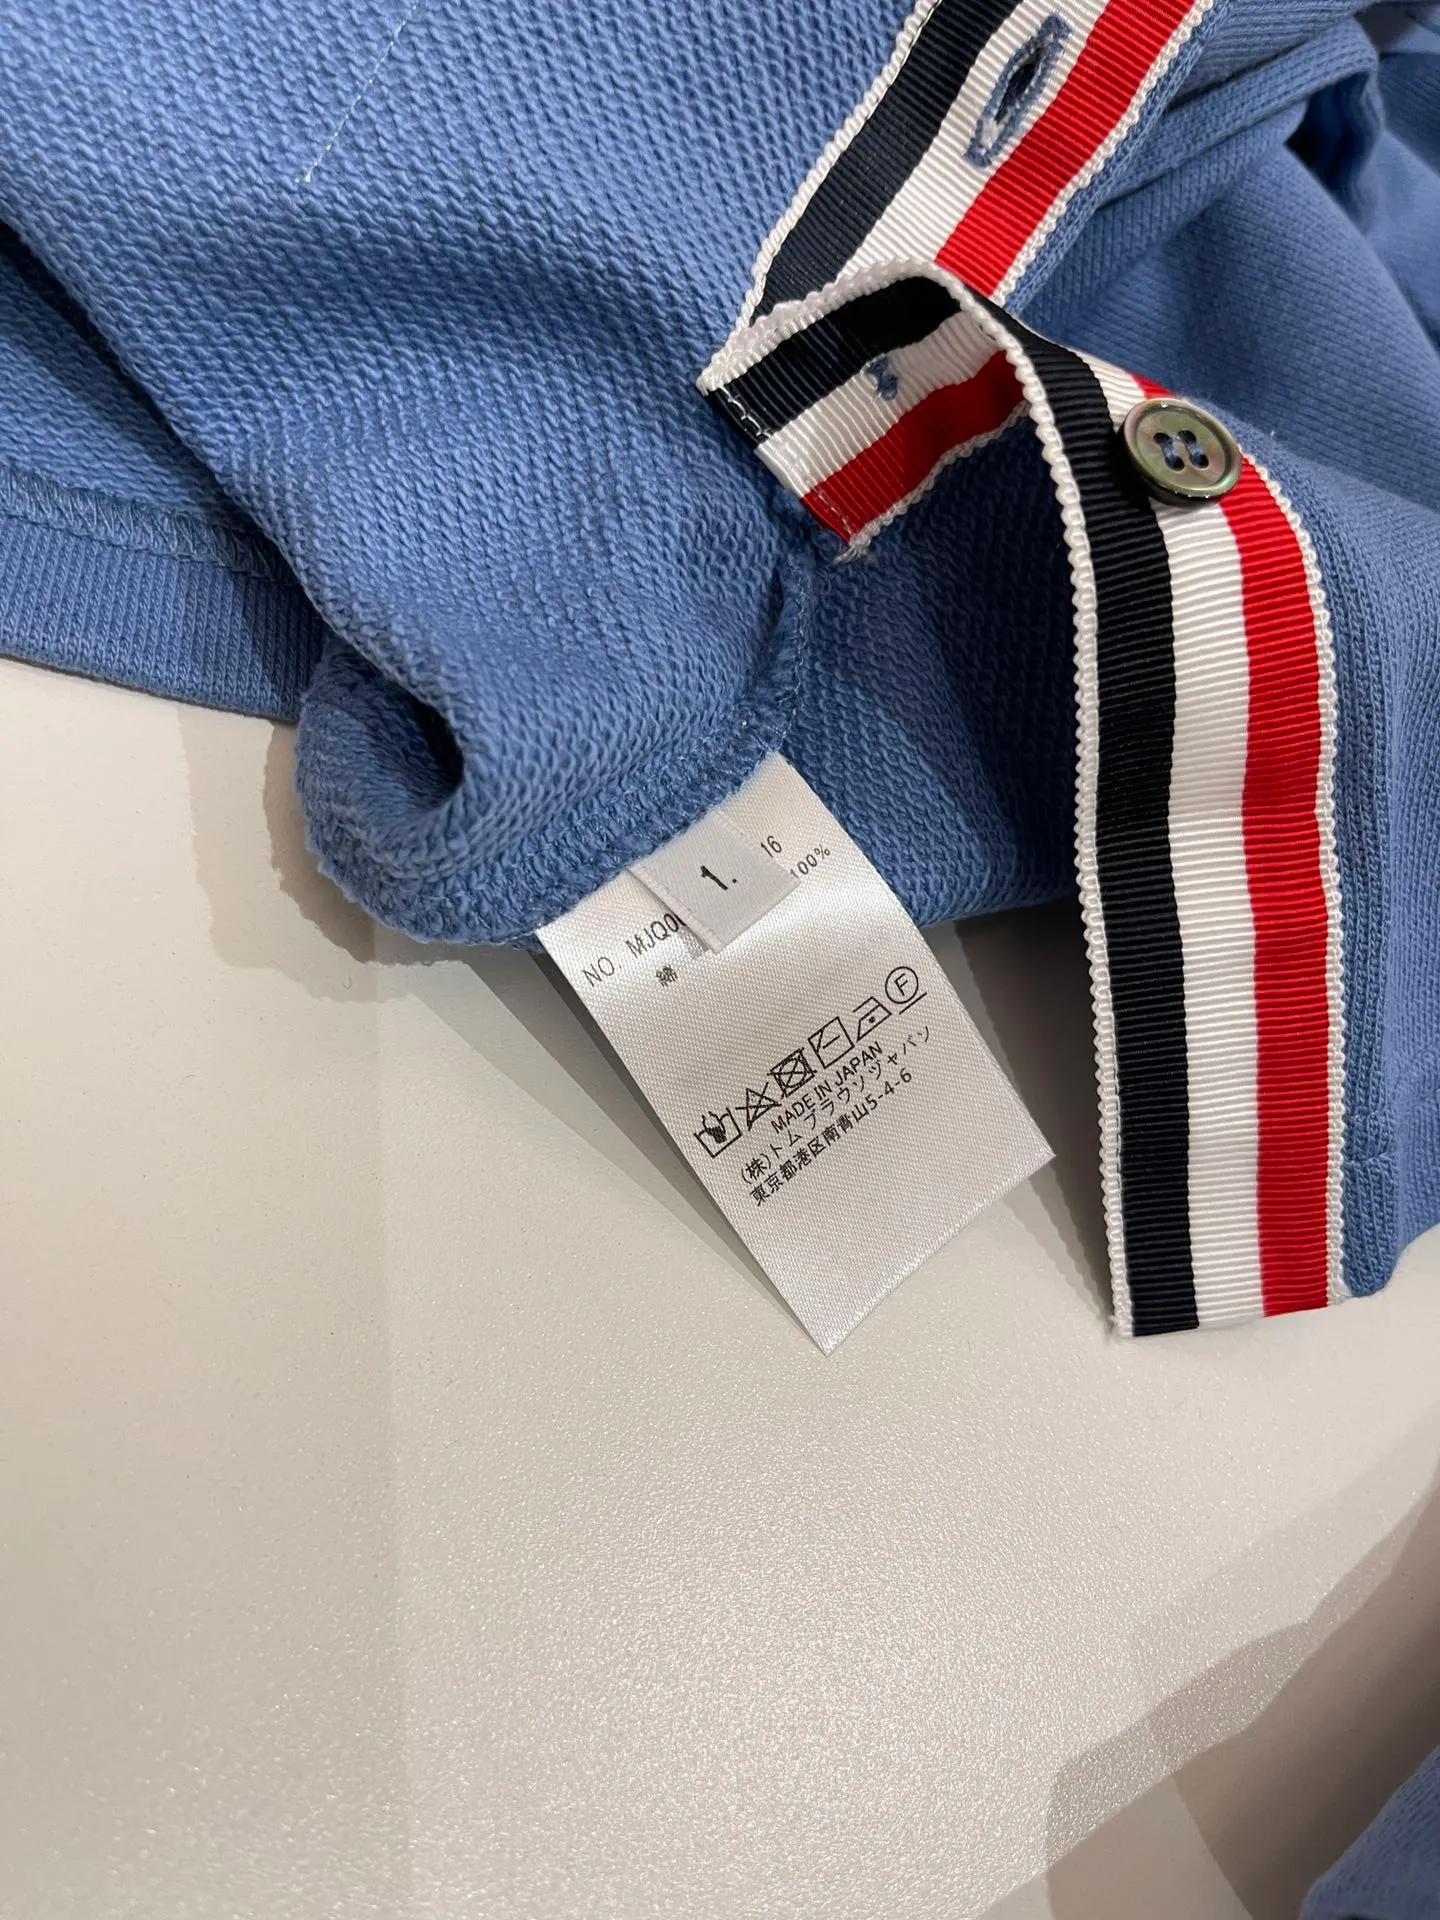 1.
NO. MJQ0 16
綿 100%
F
MADE IN JAPAN
(株)トムブラウンジャパン
東京都港区南青山5-4-6